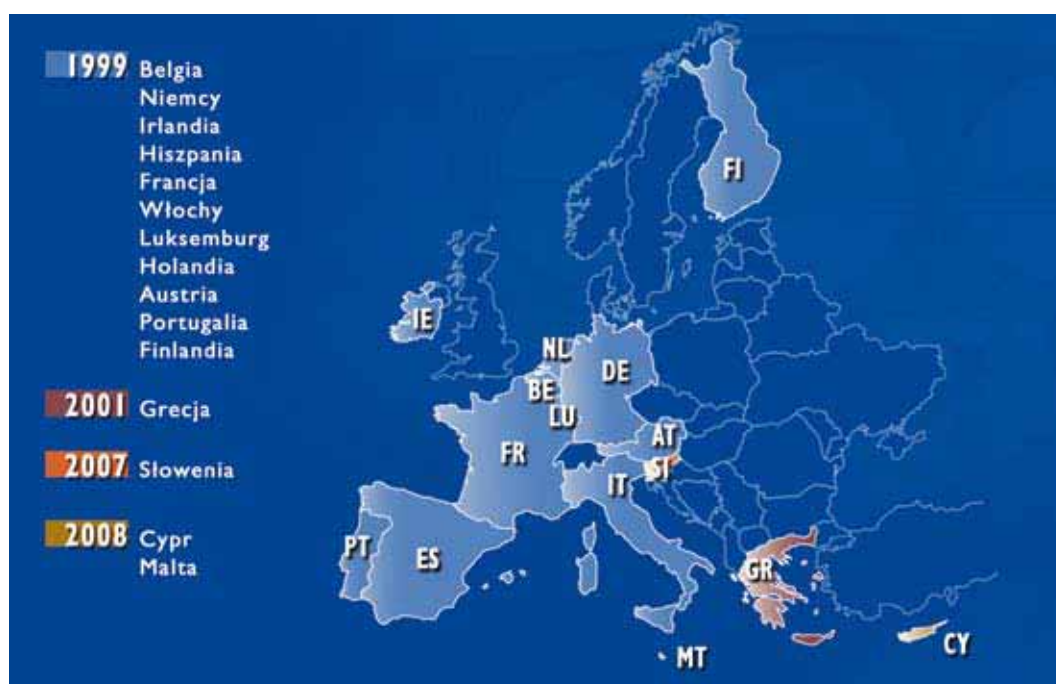 1999 Belgia
Niemcy
Irlandia
Hiszpania
Francja
Włochy
Luksemburg
Holandia
Austria
Portugalia
Finlandia
2001 Grecja
2007 Słowenia
2008 Cypr
Malta
FI
IE
NL
DE
BE
LU
AT
FR
SI
IT
PT
ES
GR
MT
CY